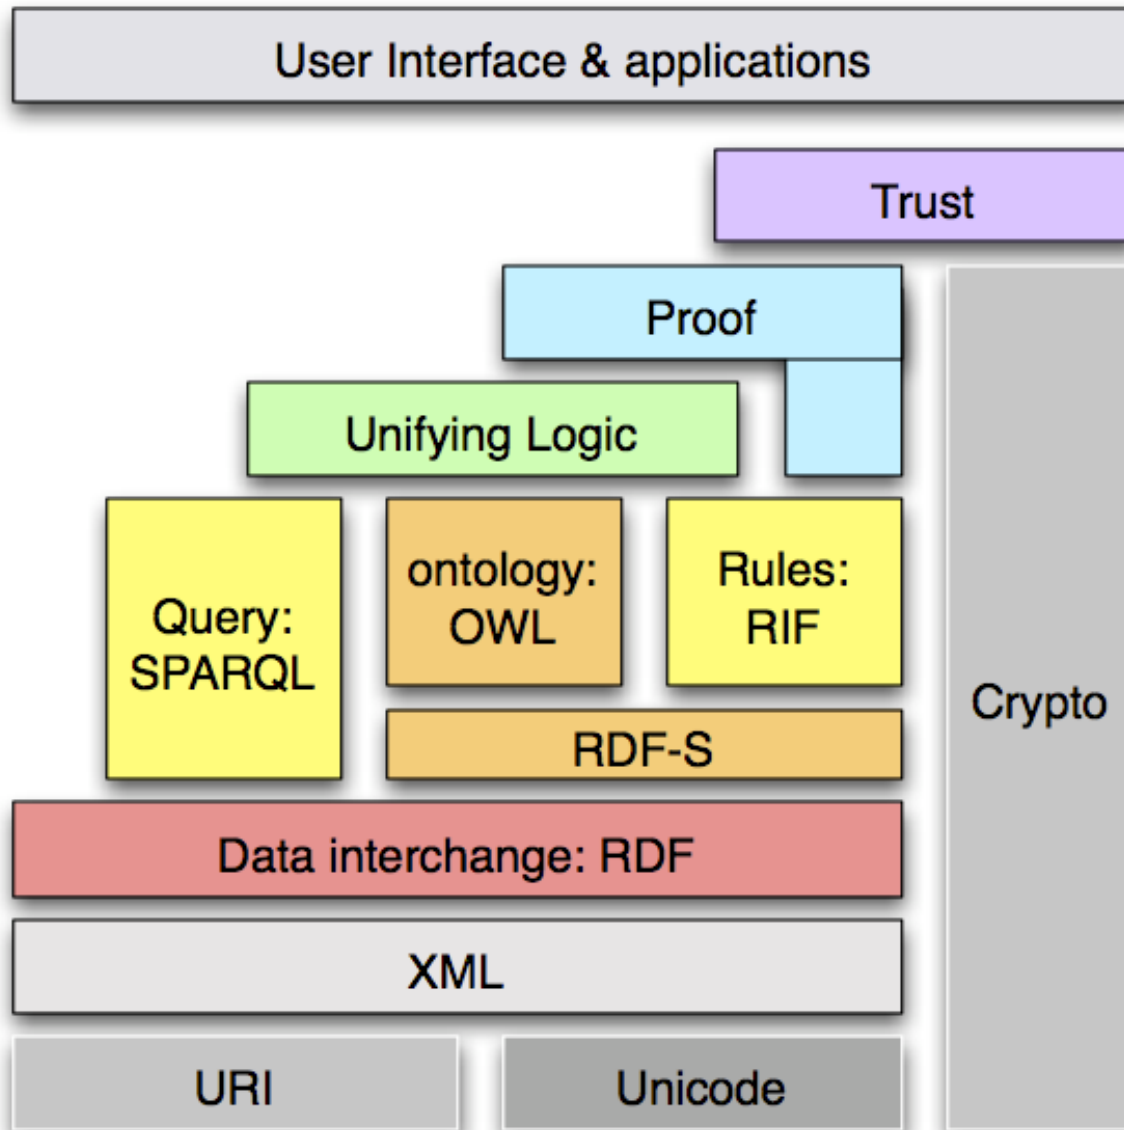 User Interface & applications
Trust
Proof
Unifying Logic
Query:
SPARQL
ontology:
OWL
Rules:
RIF
Crypto
RDF-S
Data interchange: RDF
XML
URI
Unicode